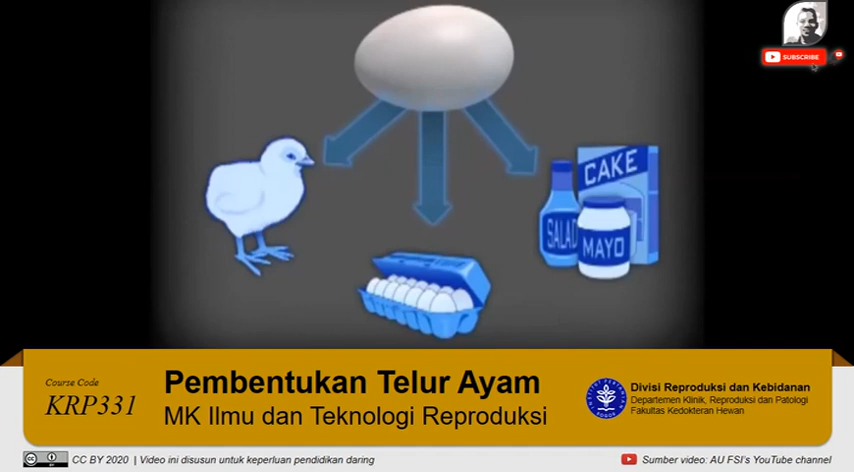 SUBSCRIBE
CAKE
SALAD
MAYO
Course Code
KRP331
Pembentukan Telur Ayam
MK Ilmu dan Teknologi Reproduksi
Divisi Reproduksi dan Kebidanan
Departemen Klinik, Reproduksi dan Patologi
Fakultas Kedokteran Hewan
CC BY 2020 | Video ini disusun untuk keperluan pendidikan daring
Sumber video: AU FSI's YouTube channel